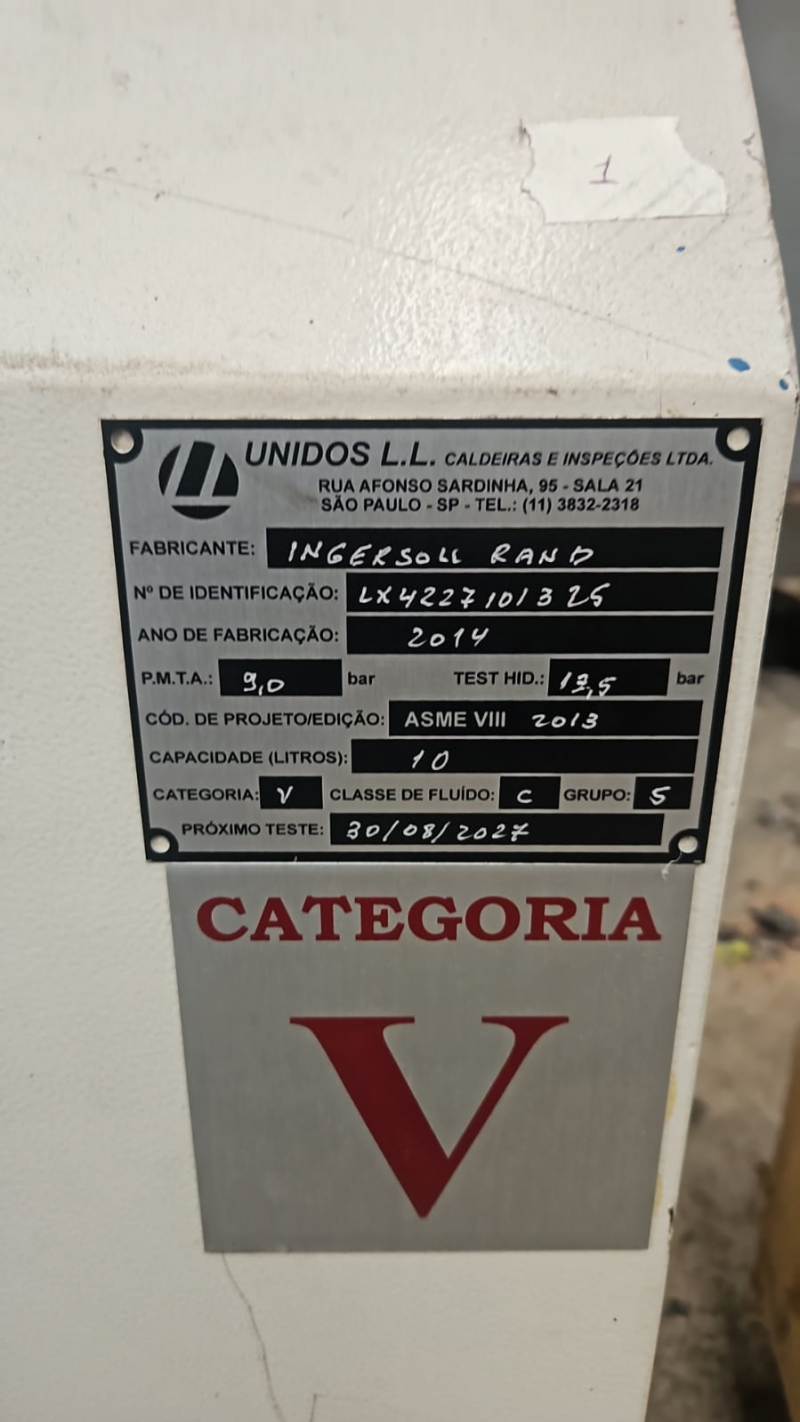 1
UNIDOS L.L. CALDEIRAS E INSPEÇÕES LTDA.
RUA AFONSO SARDINHA, 95 - SALA 21
SÃO PAULO - SP - TEL.: (11) 3832-2318
FABRICANTE: INGERSOLL RAND
Nº DE IDENTIFICAÇÃO: LX4227101325
ANO DE FABRICAÇÃO: 2014
P.M.T.A.: 9,0 bar TEST HID.: 13,5 bar
CÓD. DE PROJETO/EDIÇÃO: ASME VIII 2013
CAPACIDADE (LITROS): 10
CATEGORIA: V CLASSE DE FLUÍDO: C GRUPO: 5
PRÓXIMO TESTE: 30/08/2027
CATEGORIA
V